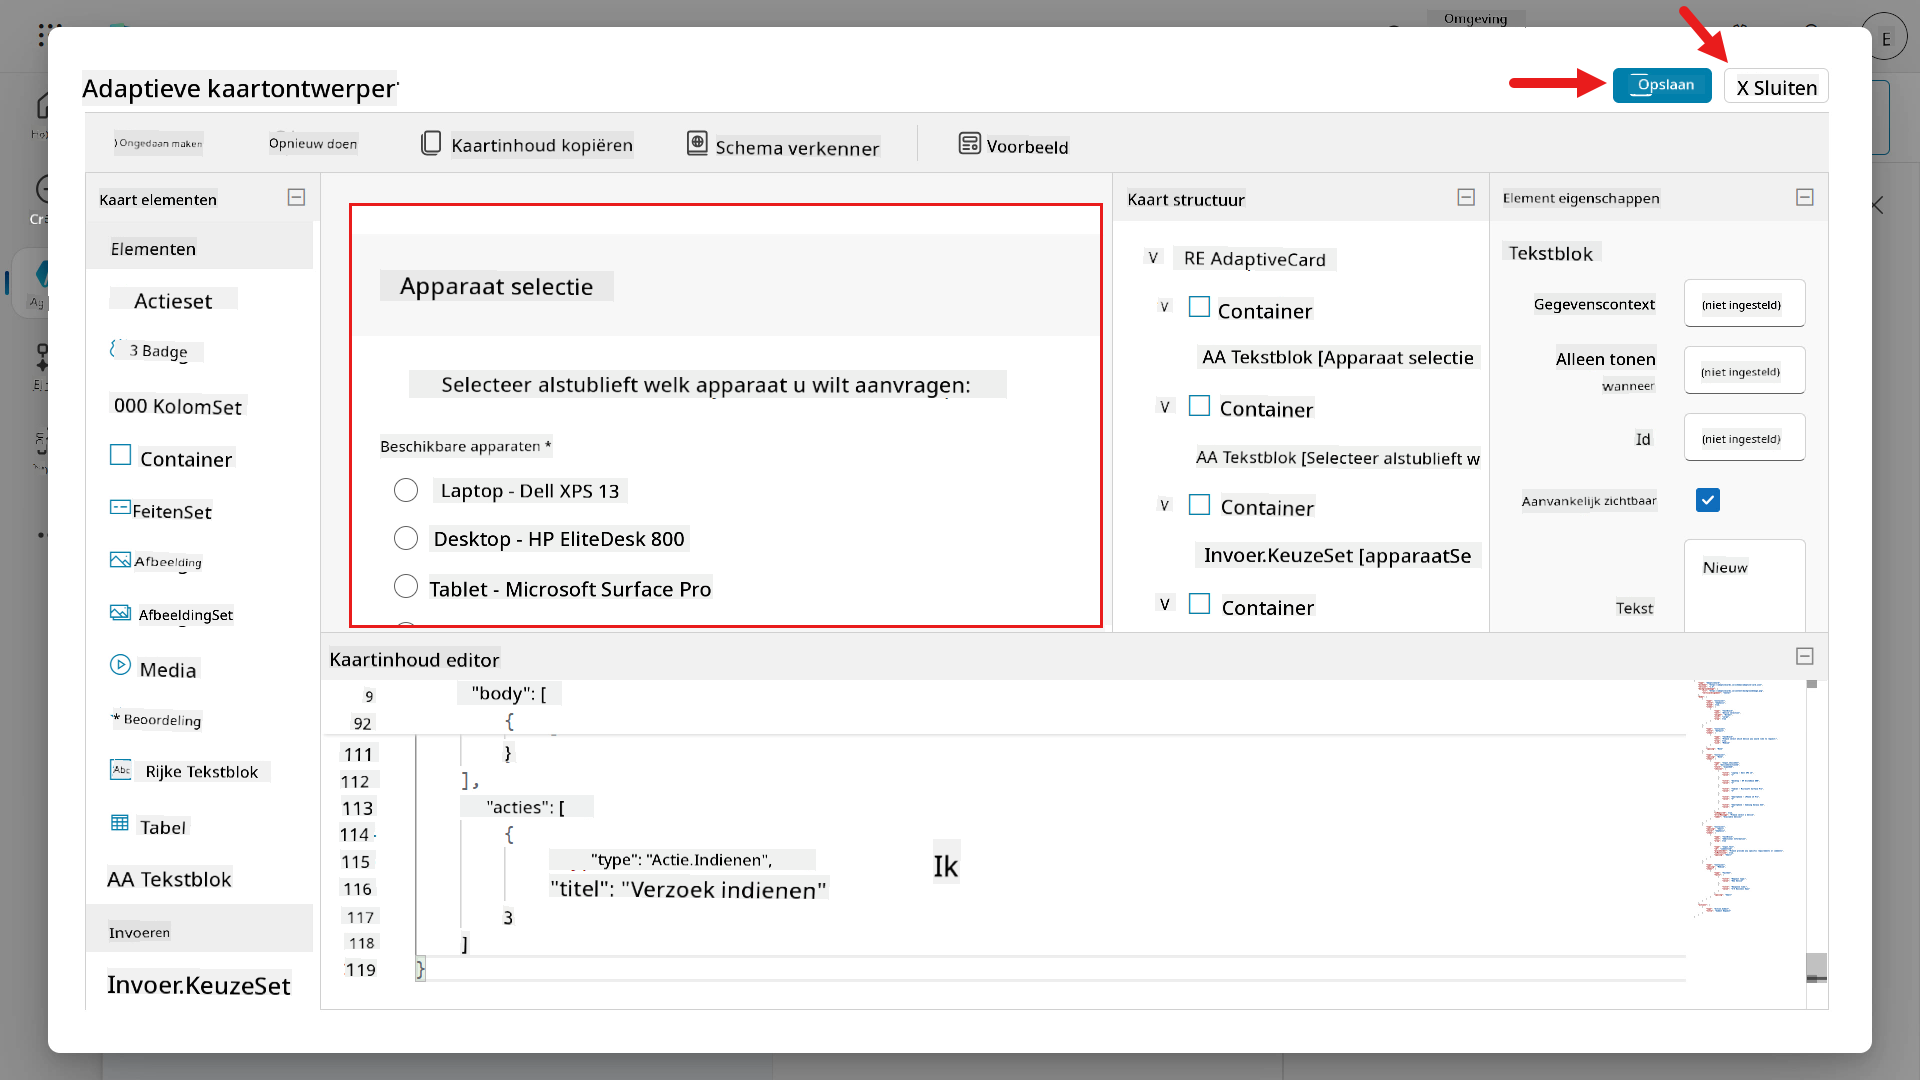 Omgeving
E
Adaptieve kaartontwerper
Opslaan
X Sluiten
Ongedaan maken
Opnieuw doen
Kaartinhoud kopiëren
Schema verkenner
Voorbeeld
Kaart elementen
Elementen
Actieset
3 Badge
000 KolomSet
Container
FeitenSet
Afbeelding
AfbeeldingSet
Media
* Beoordeling
Abc Rijke Tekstblok
Tabel
AA Tekstblok
Invoeren
Invoer.KeuzeSet
Apparaat selectie
Selecteer alstublieft welk apparaat u wilt aanvragen:
Beschikbare apparaten *
Laptop - Dell XPS 13
Desktop - HP EliteDesk 800
Tablet - Microsoft Surface Pro
Kaart structuur
V RE AdaptiveCard
V Container
AA Tekstblok [Apparaat selectie
V Container
AA Tekstblok [Selecteer alstublieft w
V Container
Invoer.KeuzeSet [apparaatSe
V Container
Element eigenschappen
Tekstblok
Gegevenscontext (niet ingesteld)
Alleen tonen
wanneer (niet ingesteld)
Id (niet ingesteld)
Aanvankelijk zichtbaar
Nieuw
Tekst
Kaartinhoud editor
9 "body": [
92 {
111 }
112 ],
113 "acties": [
114 {
115 "type": "Actie.Indienen",
116 "titel": "Verzoek indienen"
117 3
118 ]
119 }
Ik